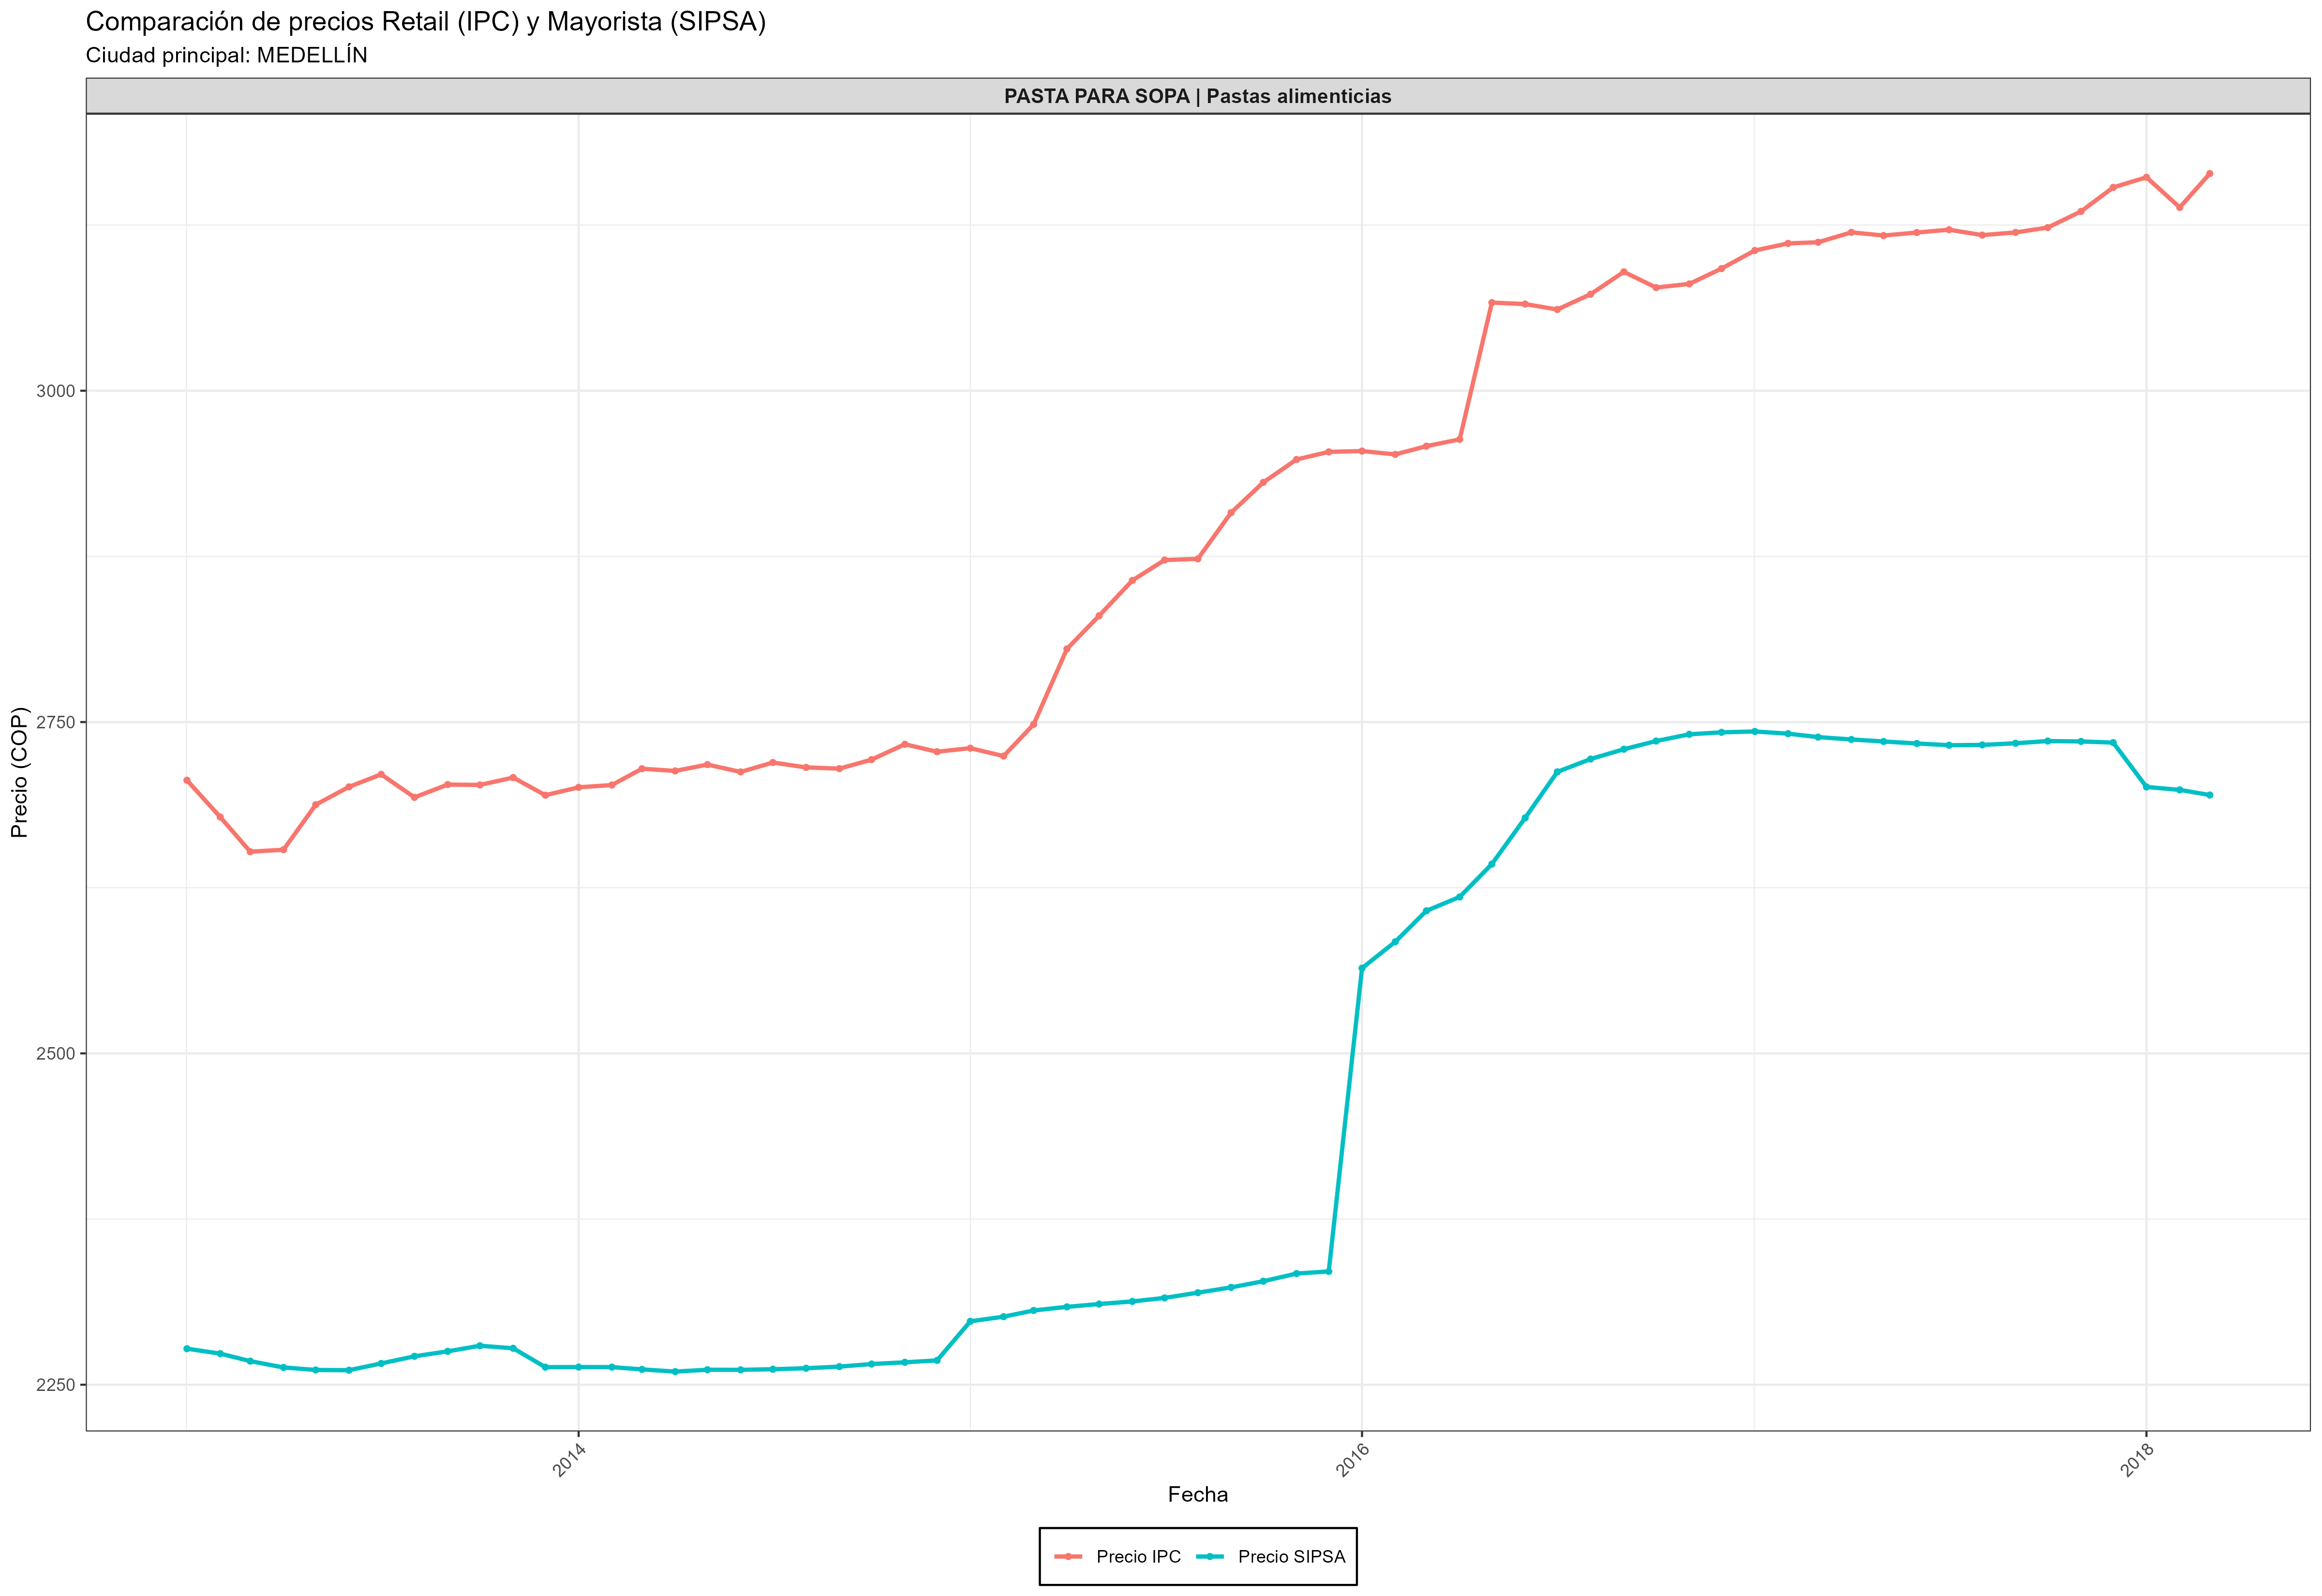 Comparación de precios Retail (IPC) y Mayorista (SIPSA)
Ciudad principal: MEDELLÍN
PASTA PARA SOPA | Pastas alimenticias
Precio (COP)
3000
2750
2500
2250
2014
2016
2018
Fecha
Precio IPC
Precio SIPSA